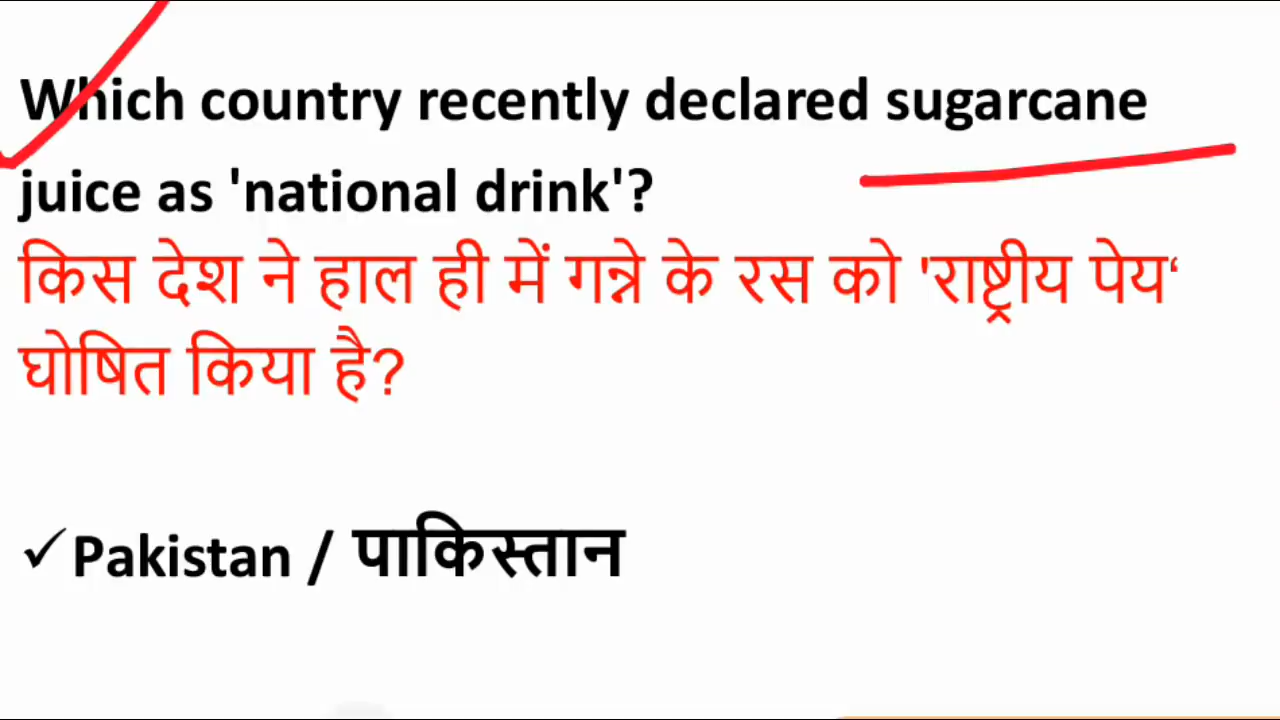 Which country recently declared sugarcane
juice as 'national drink'?
किस देश ने हाल ही में गन्ने के रस को 'राष्ट्रीय पेय‘
घोषित किया है?
✓Pakistan / पाकिस्तान